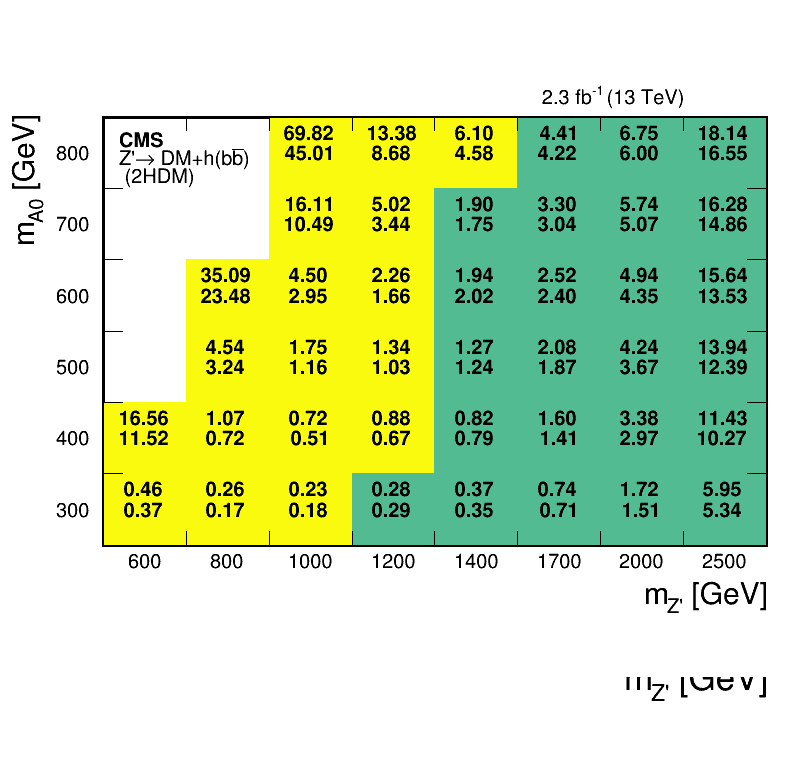 2.3 fb-1 (13 TeV)
mA0 [GeV]
CMS
Z'→ DM+h(bb̅)
(2HDM)
800
69.82 13.38 6.10 4.41 6.75 18.14
45.01 8.68 4.58 4.22 6.00 16.55
700
16.11 5.02 1.90 3.30 5.74 16.28
10.49 3.44 1.75 3.04 5.07 14.86
600
35.09 4.50 2.26 1.94 2.52 4.94 15.64
23.48 2.95 1.66 2.02 2.40 4.35 13.53
500
4.54 1.75 1.34 1.27 2.08 4.24 13.94
3.24 1.16 1.03 1.24 1.87 3.67 12.39
400
16.56 1.07 0.72 0.88 0.82 1.60 3.38 11.43
11.52 0.72 0.51 0.67 0.79 1.41 2.97 10.27
300
0.46 0.26 0.23 0.28 0.37 0.74 1.72 5.95
0.37 0.17 0.18 0.29 0.35 0.71 1.51 5.34
600 800 1000 1200 1400 1700 2000 2500
mZ' [GeV]
mZ' [GeV]